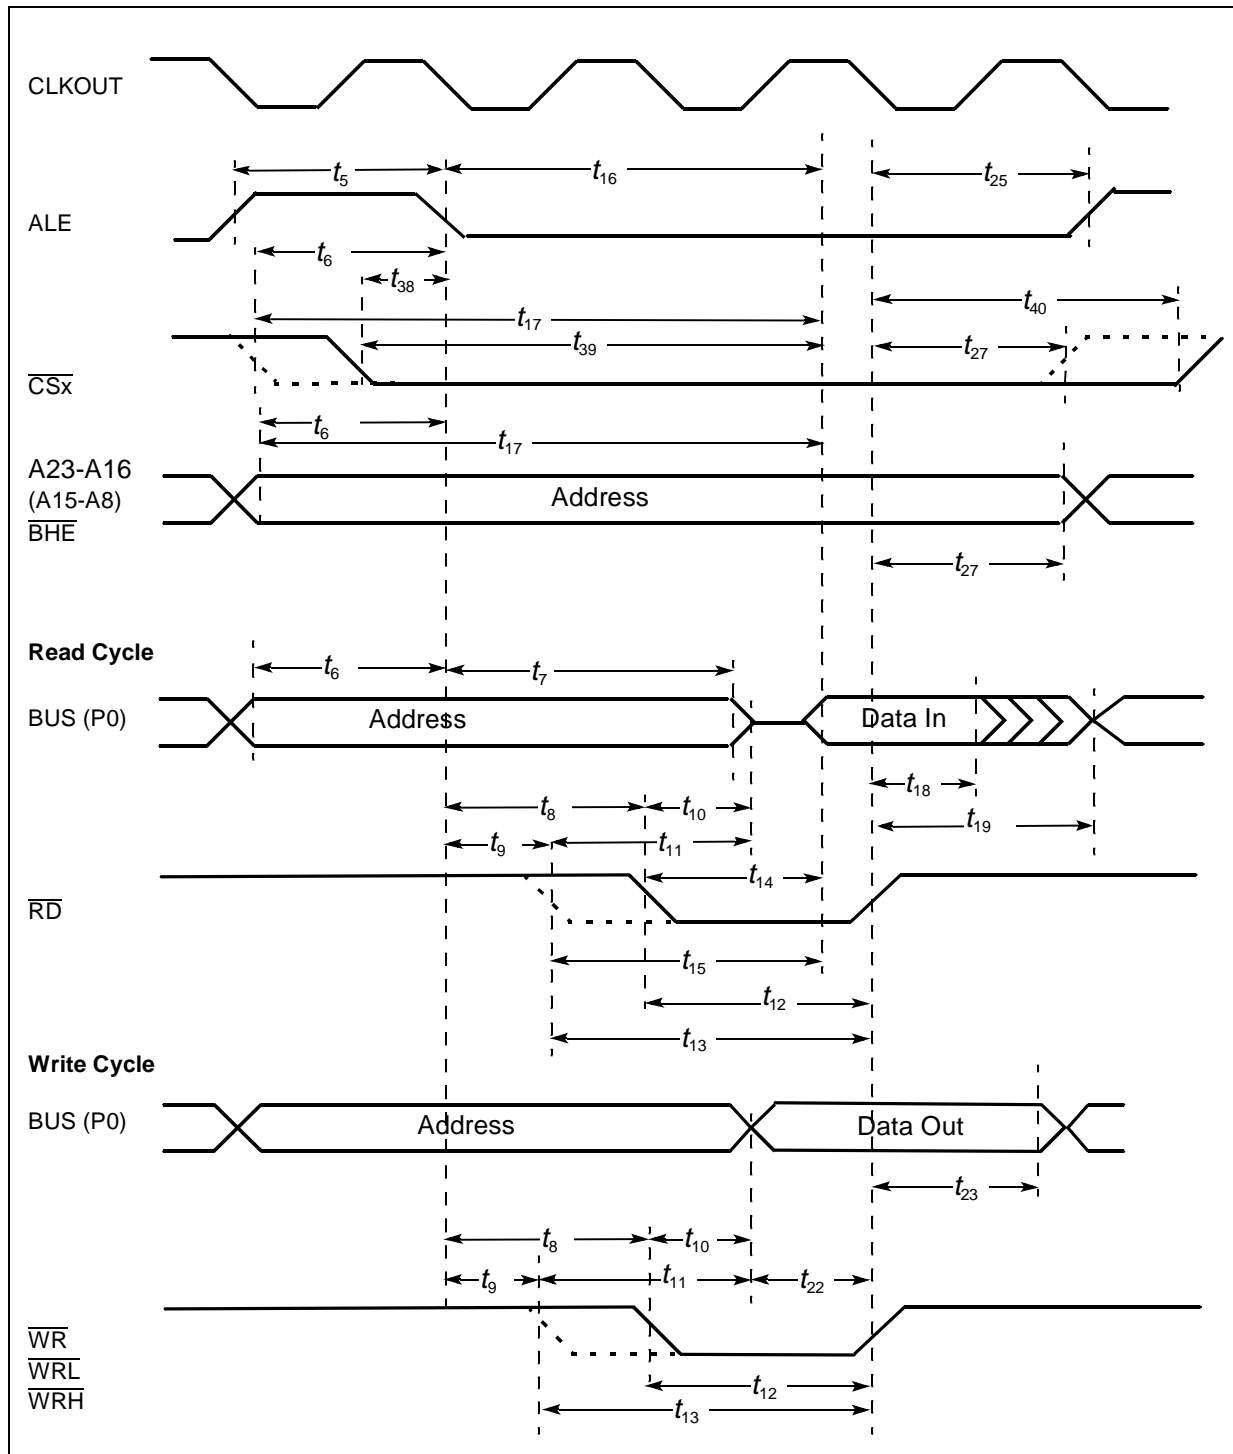 CLKOUT
t5 t16 t25
ALE
t6
t38
t40
t17
t39 t27
CSx
t6
t17
A23-A16
(A15-A8)
BHE
Address
t27
Read Cycle
t6 t7
BUS (P0)
Address Data In
t18
t8 t10
t19
t9 t11
t14
RD
t15
t12
t13
Write Cycle
BUS (P0)
Address Data Out
t23
t8 t10
t9 t11 t22
WR
WRL
WRH
t12
t13